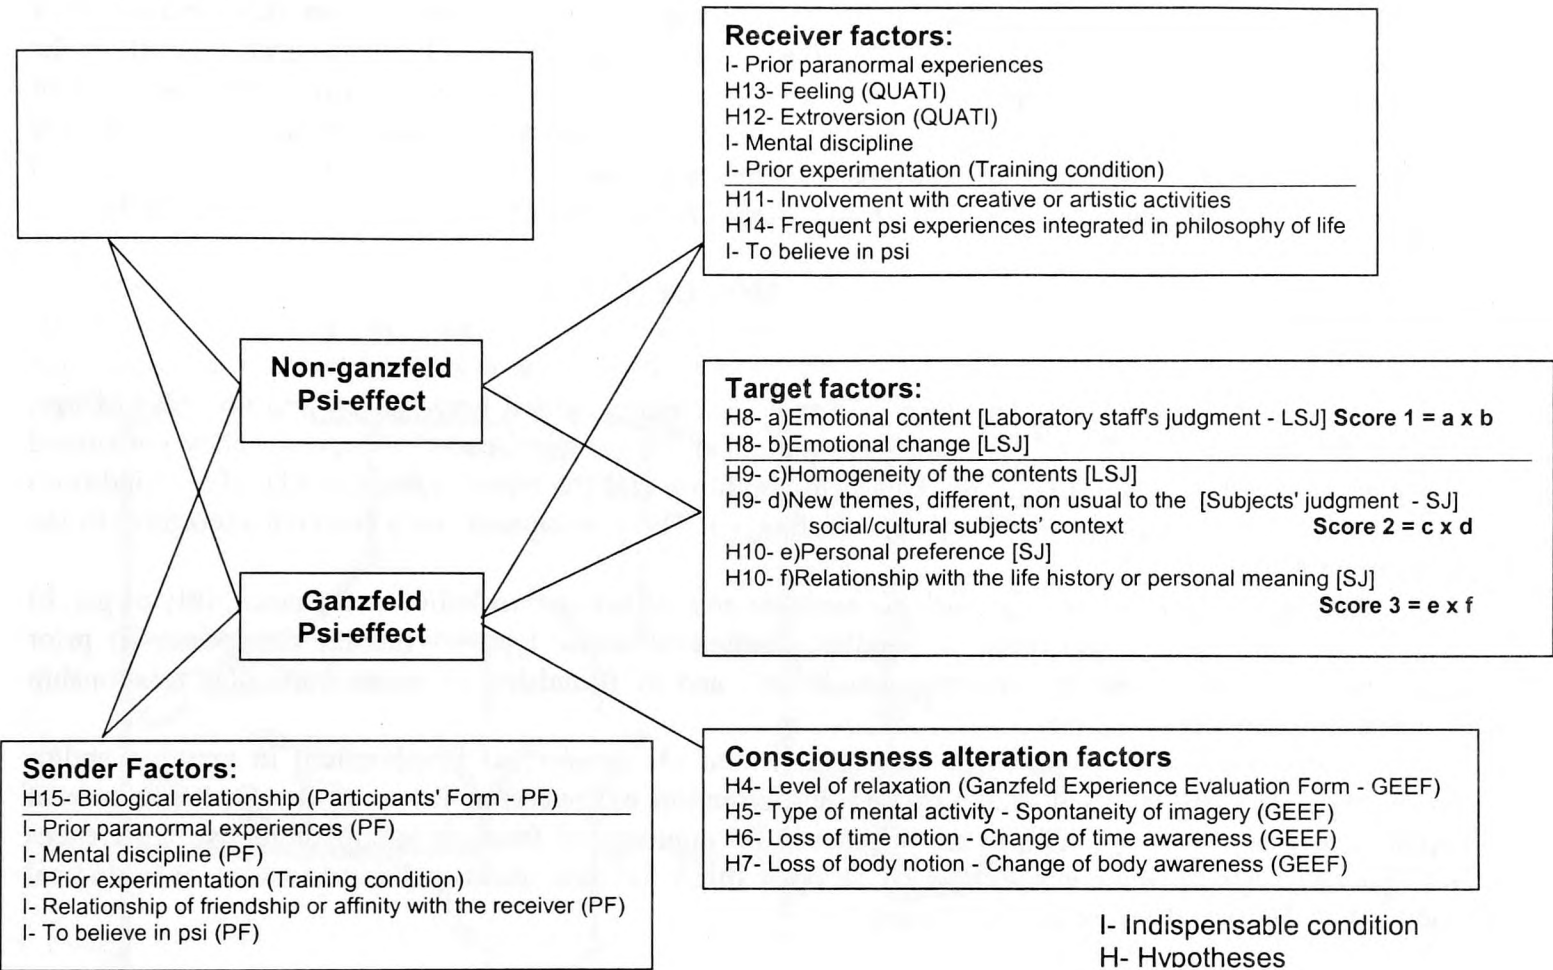 Receiver factors:
I- Prior paranormal experiences
H13- Feeling (QUATI)
H12- Extroversion (QUATI)
I- Mental discipline
I- Prior experimentation (Training condition)
H11- Involvement with creative or artistic activities
H14- Frequent psi experiences integrated in philosophy of life
I- To believe in psi
Non-ganzfeld
Psi-effect
Target factors:
H8- a)Emotional content [Laboratory staff's judgment - LSJ] Score 1 = a x b
H8- b)Emotional change [LSJ]
H9- c)Homogeneity of the contents [LSJ]
H9- d)New themes, different, non usual to the [Subjects' judgment - SJ]
social/cultural subjects' context Score 2 = c x d
H10- e)Personal preference [SJ]
H10- f)Relationship with the life history or personal meaning [SJ]
Score 3 = e x f
Ganzfeld
Psi-effect
Sender Factors:
H15- Biological relationship (Participants' Form - PF)
I- Prior paranormal experiences (PF)
I- Mental discipline (PF)
I- Prior experimentation (Training condition)
I- Relationship of friendship or affinity with the receiver (PF)
I- To believe in psi (PF)
Consciousness alteration factors
H4- Level of relaxation (Ganzfeld Experience Evaluation Form - GEEF)
H5- Type of mental activity - Spontaneity of imagery (GEEF)
H6- Loss of time notion - Change of time awareness (GEEF)
H7- Loss of body notion - Change of body awareness (GEEF)
I- Indispensable condition
H- Hypotheses